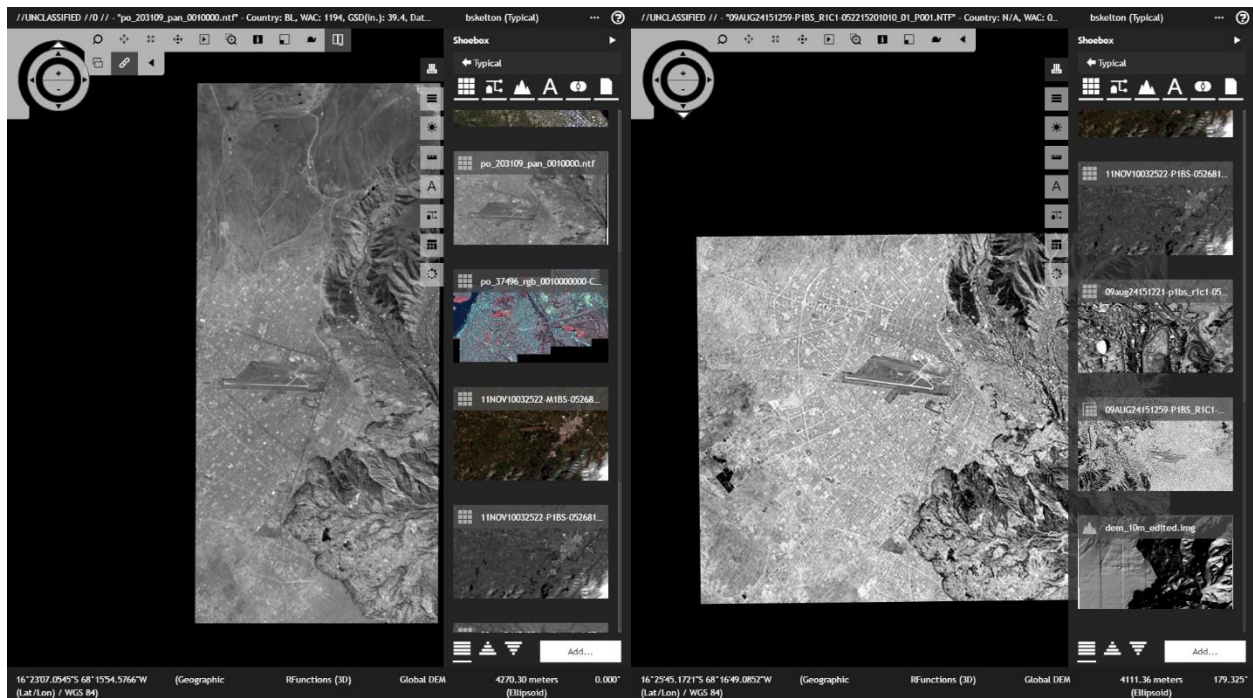 //UNCLASSIFIED //0 // - "po_203109_pan_0010000.ntf" - Country: BL, WAC: 1194, GSD(in.): 39.4, Dat...
bskelton (Typical)
Shoebox
Typical
A
po_203109_pan_0010000.ntf
po_37496_rgb_0010000000-C...
11NOV10032522-M1BS-05268...
11NOV10032522-P1BS-052681...
Add...
A
16°23'07.0545"S 68°15'54.5766"W
(Lat/Lon) / WGS 84)
(Geographic
RFunctions (3D)
Global DEM
4270.30 meters
(Ellipsoid)
0.000°
//UNCLASSIFIED // - "09AUG24151259-P1BS_R1C1-052215201010_01_P001.NTF" - Country: N/A, WAC: 0...
bskelton (Typical)
Shoebox
Typical
A
11NOV10032522-P1BS-052681...
09aug24151221-p1bs_r1c1-05...
09AUG24151259-P1BS_R1C1-...
dem_10m_edited.img
Add...
A
16°25'45.1721"S 68°16'49.0852"W
(Lat/Lon) / WGS 84)
(Geographic
RFunctions (3D)
Global DEM
4111.36 meters
(Ellipsoid)
179.325°